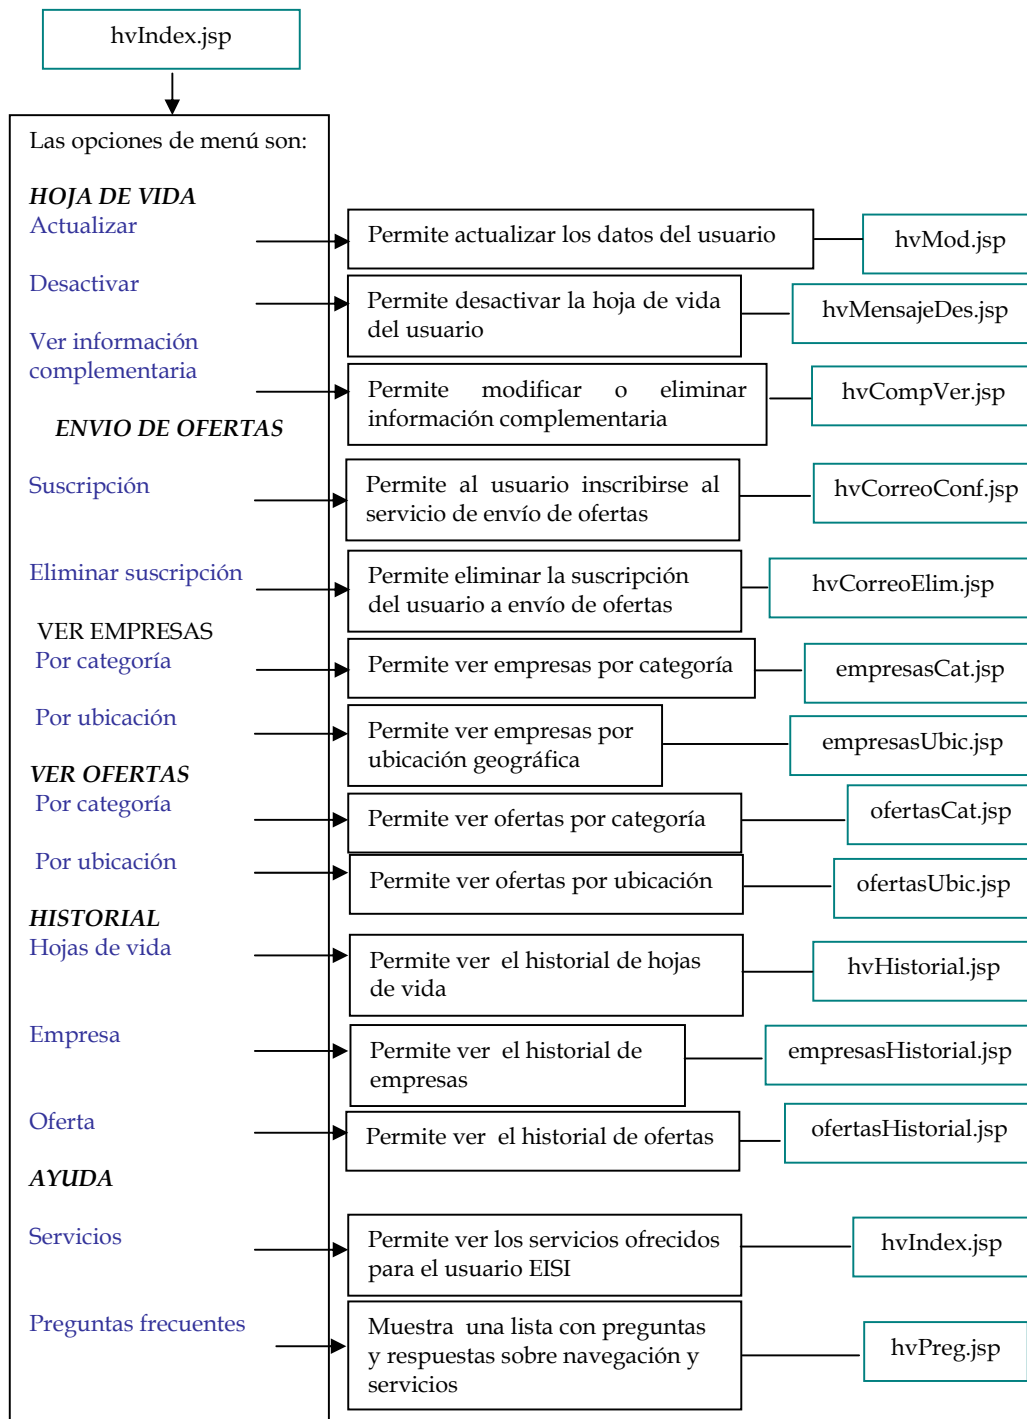 hvIndex.jsp
Las opciones de menú son:
HOJA DE VIDA
Actualizar
Permite actualizar los datos del usuario
hvMod.jsp
Desactivar
Permite desactivar la hoja de vida
del usuario
hvMensajeDes.jsp
Ver información
complementaria
Permite modificar o eliminar
información complementaria
hvCompVer.jsp
ENVIO DE OFERTAS
Suscripción
Permite al usuario inscribirse al
servicio de envío de ofertas
hvCorreoConf.jsp
Eliminar suscripción
Permite eliminar la suscripción
del usuario a envío de ofertas
hvCorreoElim.jsp
VER EMPRESAS
Por categoría
Permite ver empresas por categoría
empresasCat.jsp
Por ubicación
Permite ver empresas por
ubicación geográfica
empresasUbic.jsp
VER OFERTAS
Por categoría
Permite ver ofertas por categoría
ofertasCat.jsp
Por ubicación
Permite ver ofertas por ubicación
ofertasUbic.jsp
HISTORIAL
Hojas de vida
Permite ver el historial de hojas
de vida
hvHistorial.jsp
Empresa
Permite ver el historial de
empresas
empresasHistorial.jsp
Oferta
Permite ver el historial de ofertas
ofertasHistorial.jsp
AYUDA
Servicios
Permite ver los servicios ofrecidos
para el usuario EISI
hvIndex.jsp
Preguntas frecuentes
Muestra una lista con preguntas
y respuestas sobre navegación y
servicios
hvPreg.jsp